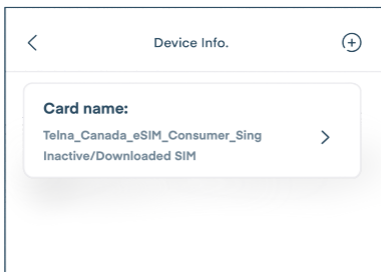 Device Info.
Card name:
Telna_Canada_eSIM_Consumer_Sing
Inactive/Downloaded SIM